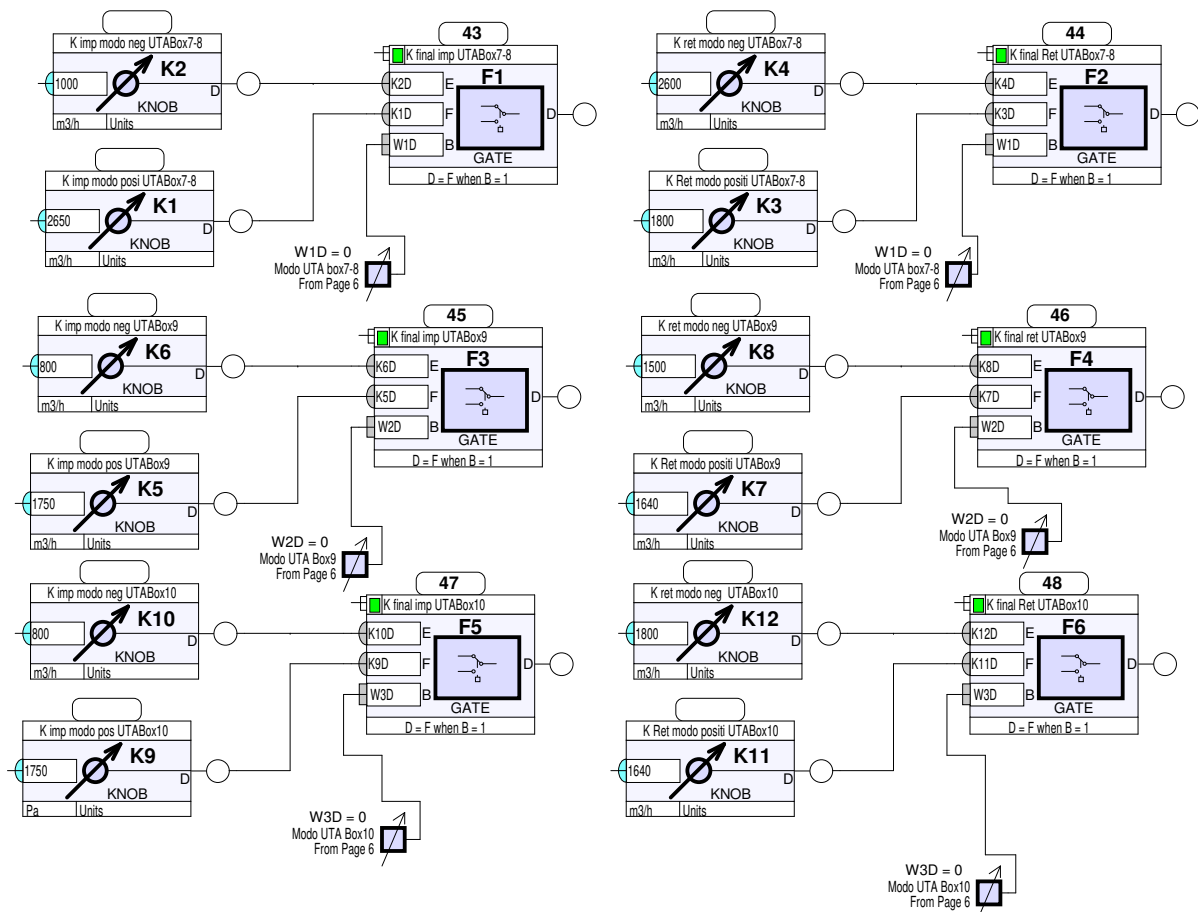 K imp modo neg UTABox7-8
1000
K2
D
KNOB
m3/h
Units
43
K final imp UTABox7-8
F1
K2D
E
K1D
F
W1D
B
D
GATE
D = F when B = 1
K imp modo posi UTABox7-8
2650
K1
D
KNOB
m3/h
Units
W1D = 0
Modo UTA box7-8
From Page 6
K ret modo neg UTABox7-8
2600
K4
D
KNOB
m3/h
Units
44
K final Ret UTABox7-8
F2
K4D
E
K3D
F
W1D
B
D
GATE
D = F when B = 1
K Ret modo positi UTABox7-8
1800
K3
D
KNOB
m3/h
Units
W1D = 0
Modo UTA box7-8
From Page 6
K imp modo neg UTABox9
800
K6
D
KNOB
m3/h
Units
45
K final imp UTABox9
F3
K6D
E
K5D
F
W2D
B
D
GATE
D = F when B = 1
K imp modo pos UTABox9
1750
K5
D
KNOB
m3/h
Units
W2D = 0
Modo UTA Box9
From Page 6
K ret modo neg UTABox9
1500
K8
D
KNOB
m3/h
Units
46
K final ret UTABox9
F4
K8D
E
K7D
F
W2D
B
D
GATE
D = F when B = 1
K Ret modo positi UTABox9
1640
K7
D
KNOB
m3/h
Units
W2D = 0
Modo UTA Box9
From Page 6
K imp modo neg UTABox10
800
K10
D
KNOB
m3/h
Units
47
K final imp UTABox10
F5
K10D
E
K9D
F
W3D
B
D
GATE
D = F when B = 1
K imp modo pos UTABox10
1750
K9
D
KNOB
Pa
Units
W3D = 0
Modo UTA Box10
From Page 6
K ret modo neg UTABox10
1800
K12
D
KNOB
m3/h
Units
48
K final Ret UTABox10
F6
K12D
E
K11D
F
W3D
B
D
GATE
D = F when B = 1
K Ret modo positi UTABox10
1640
K11
D
KNOB
m3/h
Units
W3D = 0
Modo UTA Box10
From Page 6